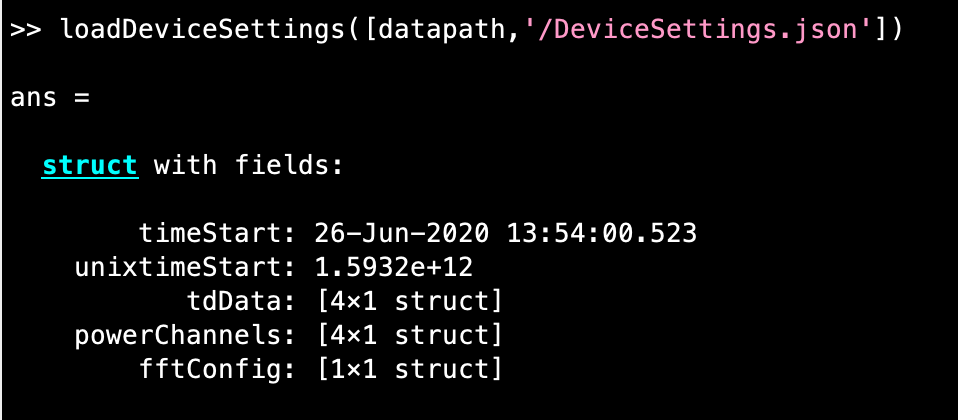 >> loadDeviceSettings([datapath,'/DeviceSettings.json'])
ans =
struct with fields:
timeStart: 26-Jun-2020 13:54:00.523
unixtimeStart: 1.5932e+12
tdData: [4×1 struct]
powerChannels: [4×1 struct]
fftConfig: [1×1 struct]